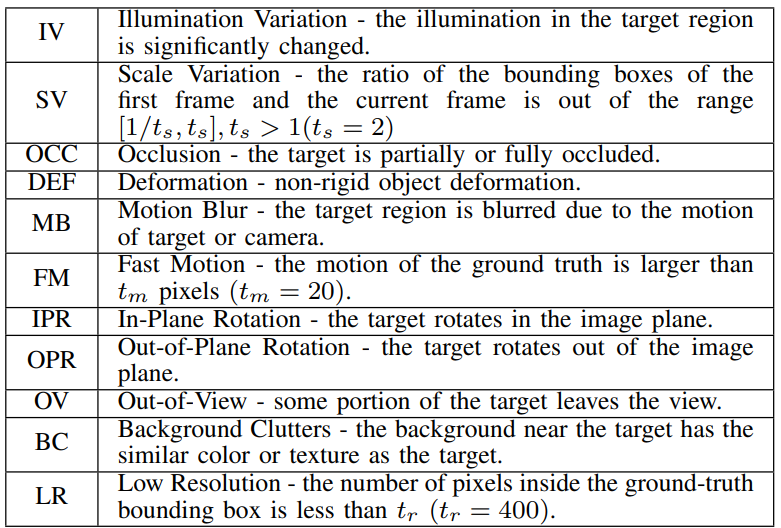 IV
Illumination Variation - the illumination in the target region
is significantly changed.
SV
Scale Variation - the ratio of the bounding boxes of the
first frame and the current frame is out of the range
[1/t_s, t_s], t_s > 1(t_s = 2)
OCC
Occlusion - the target is partially or fully occluded.
DEF
Deformation - non-rigid object deformation.
MB
Motion Blur - the target region is blurred due to the motion
of target or camera.
FM
Fast Motion - the motion of the ground truth is larger than
t_m pixels (t_m = 20).
IPR
In-Plane Rotation - the target rotates in the image plane.
OPR
Out-of-Plane Rotation - the target rotates out of the image
plane.
OV
Out-of-View - some portion of the target leaves the view.
BC
Background Clutters - the background near the target has the
similar color or texture as the target.
LR
Low Resolution - the number of pixels inside the ground-truth
bounding box is less than t_r (t_r = 400).